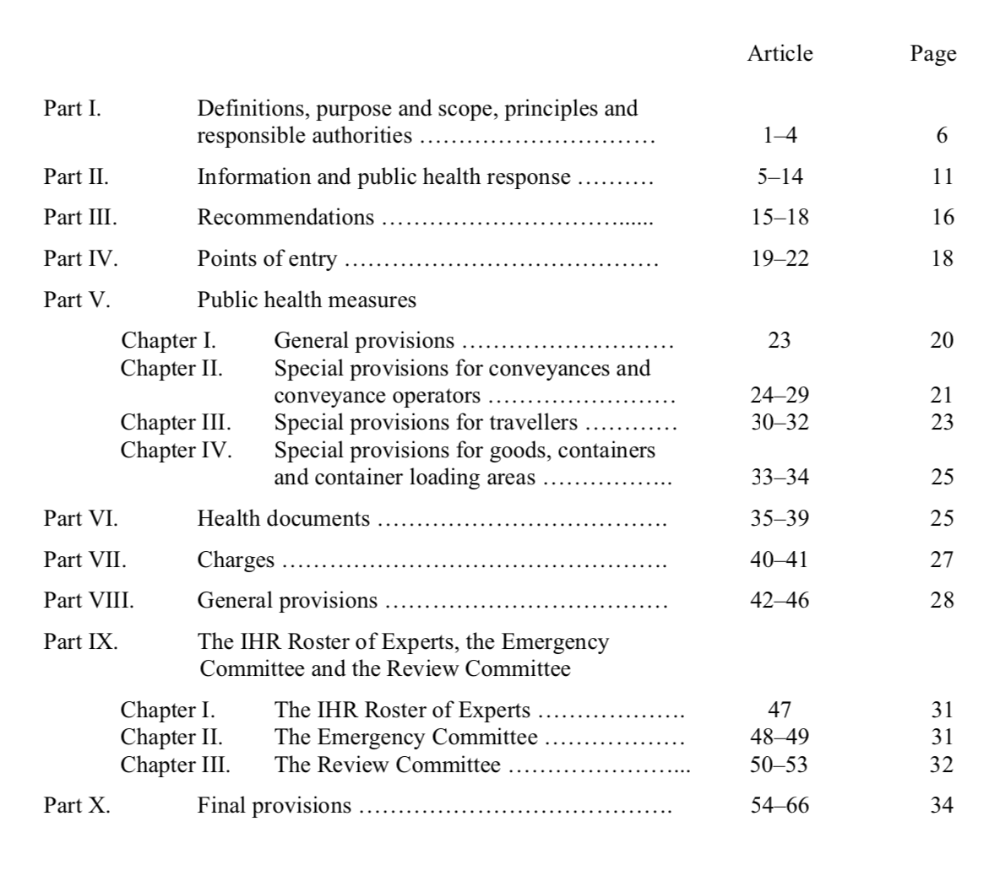 Article Page
Part I. Definitions, purpose and scope, principles and
responsible authorities ………………………… 1–4 6
Part II. Information and public health response ………. 5–14 11
Part III. Recommendations …………………………...... 15–18 16
Part IV. Points of entry …………………………………. 19–22 18
Part V. Public health measures
Chapter I. General provisions ……………………… 23 20
Chapter II. Special provisions for conveyances and
conveyance operators …………………… 24–29 21
Chapter III. Special provisions for travellers ………… 30–32 23
Chapter IV. Special provisions for goods, containers
and container loading areas …………….. 33–34 25
Part VI. Health documents ………………………………. 35–39 25
Part VII. Charges …………………………………………. 40–41 27
Part VIII. General provisions ……………………………… 42–46 28
Part IX. The IHR Roster of Experts, the Emergency
Committee and the Review Committee
Chapter I. The IHR Roster of Experts ………………. 47 31
Chapter II. The Emergency Committee ……………… 48–49 31
Chapter III. The Review Committee …………………... 50–53 32
Part X. Final provisions …………………………………. 54–66 34